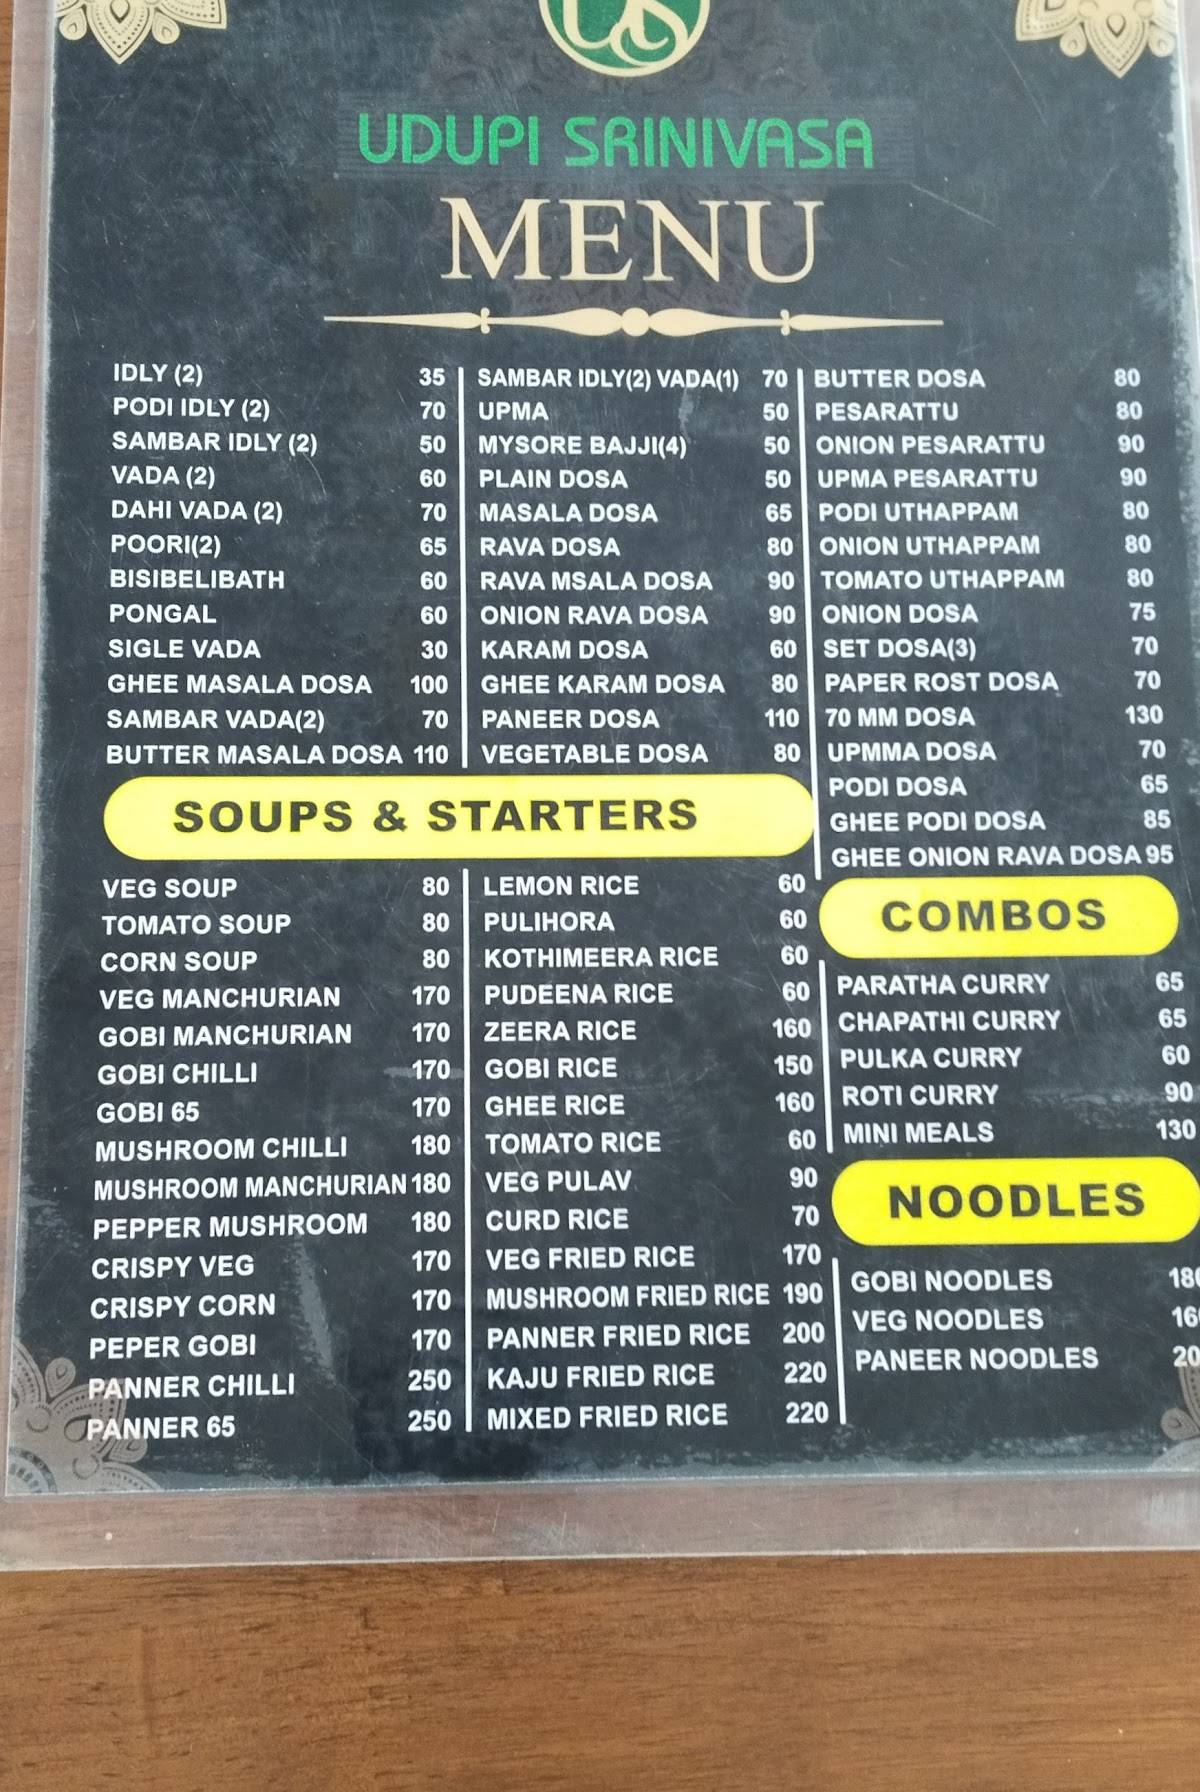 UDUPI SRINIVASA
MENU
IDLY (2) 35
PODI IDLY (2) 70
SAMBAR IDLY (2) 50
VADA (2) 60
DAHI VADA (2) 70
POORI(2) 65
BISIBELIBATH 60
PONGAL 60
SIGLE VADA 30
GHEE MASALA DOSA 100
SAMBAR VADA(2) 70
BUTTER MASALA DOSA 110
SAMBAR IDLY(2) VADA(1) 70
UPMA 50
MYSORE BAJJI(4) 50
PLAIN DOSA 50
MASALA DOSA 65
RAVA DOSA 80
RAVA MSALA DOSA 90
ONION RAVA DOSA 90
KARAM DOSA 60
GHEE KARAM DOSA 80
PANEER DOSA 110
VEGETABLE DOSA 80
BUTTER DOSA 80
PESARATTU 80
ONION PESARATTU 90
UPMA PESARATTU 90
PODI UTHAPPAM 80
ONION UTHAPPAM 80
TOMATO UTHAPPAM 80
ONION DOSA 75
SET DOSA(3) 70
PAPER ROST DOSA 70
70 MM DOSA 130
UPMMA DOSA 70
PODI DOSA 65
GHEE PODI DOSA 85
GHEE ONION RAVA DOSA 95
SOUPS & STARTERS
VEG SOUP 80
TOMATO SOUP 80
CORN SOUP 80
VEG MANCHURIAN 170
GOBI MANCHURIAN 170
GOBI CHILLI 170
GOBI 65 170
MUSHROOM CHILLI 180
MUSHROOM MANCHURIAN 180
PEPPER MUSHROOM 180
CRISPY VEG 170
CRISPY CORN 170
PEPER GOBI 170
PANNER CHILLI 250
PANNER 65 250
LEMON RICE 60
PULIHORA 60
KOTHIMEERA RICE 60
PUDEENA RICE 60
ZEERA RICE 160
GOBI RICE 150
GHEE RICE 160
TOMATO RICE 60
VEG PULAV 90
CURD RICE 70
VEG FRIED RICE 170
MUSHROOM FRIED RICE 190
PANNER FRIED RICE 200
KAJU FRIED RICE 220
MIXED FRIED RICE 220
COMBOS
PARATHA CURRY 65
CHAPATHI CURRY 65
PULKA CURRY 60
ROTI CURRY 90
MINI MEALS 130
NOODLES
GOBI NOODLES
VEG NOODLES
PANEER NOODLES